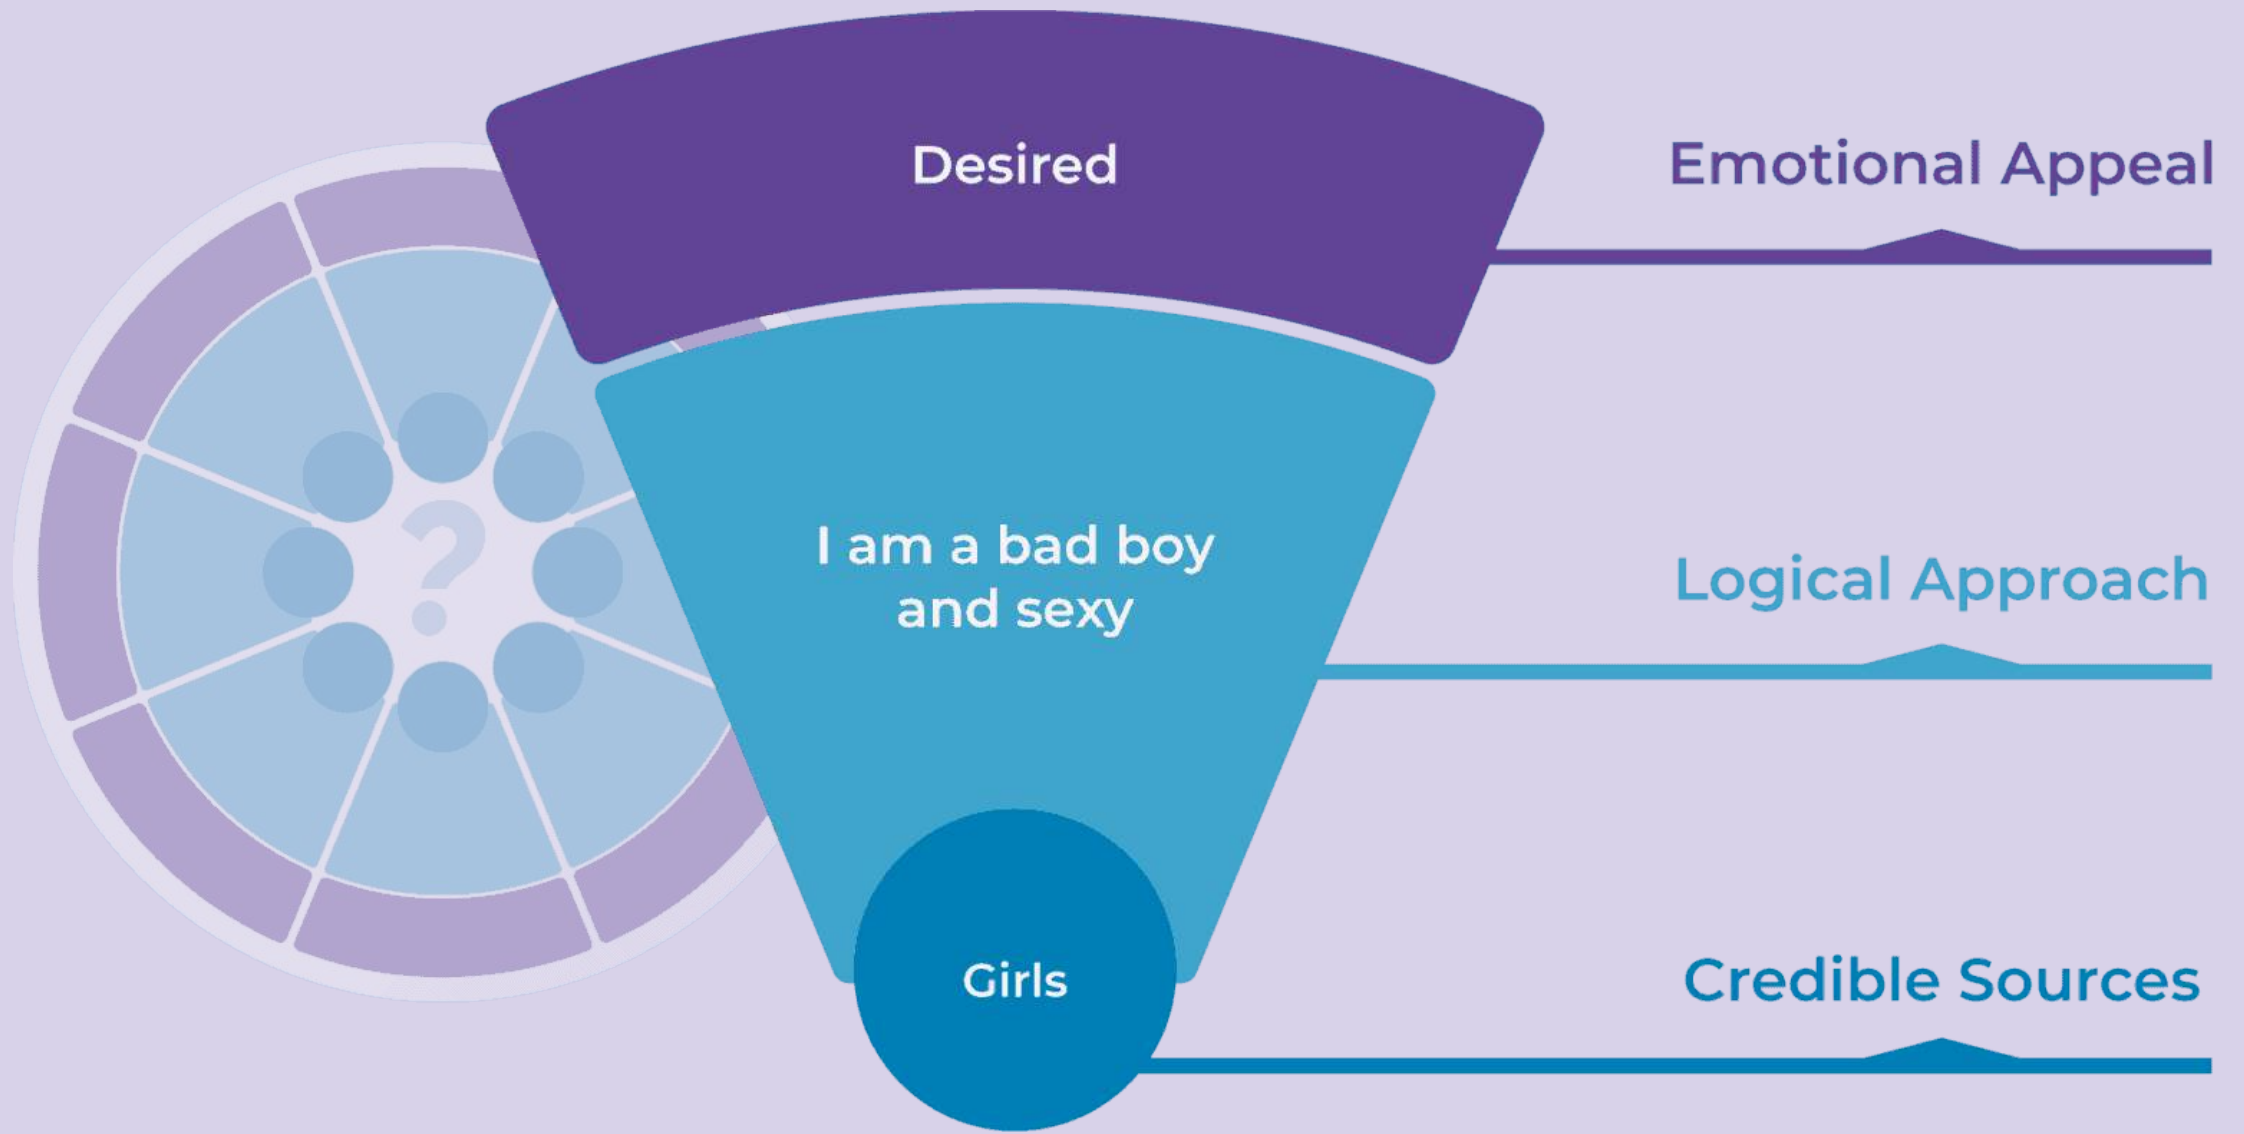 Desired
Emotional Appeal
?
I am a bad boy
and sexy
Logical Approach
Girls
Credible Sources